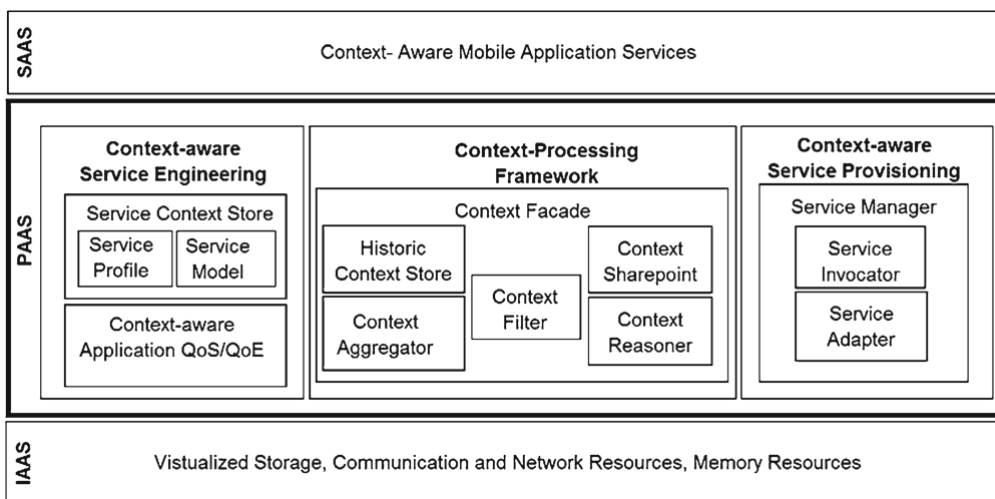 SAAS
Context- Aware Mobile Application Services
PAAS
Context-aware
Service Engineering
Service Context Store
Service
Profile
Service
Model
Context-aware
Application QoS/QoE
Context-Processing
Framework
Context Facade
Historic
Context Store
Context
Aggregator
Context
Filter
Context
Sharepoint
Context
Reasoner
Context-aware
Service Provisioning
Service Manager
Service
Invocator
Service
Adapter
IAAS
Vistualized Storage, Communication and Network Resources, Memory Resources